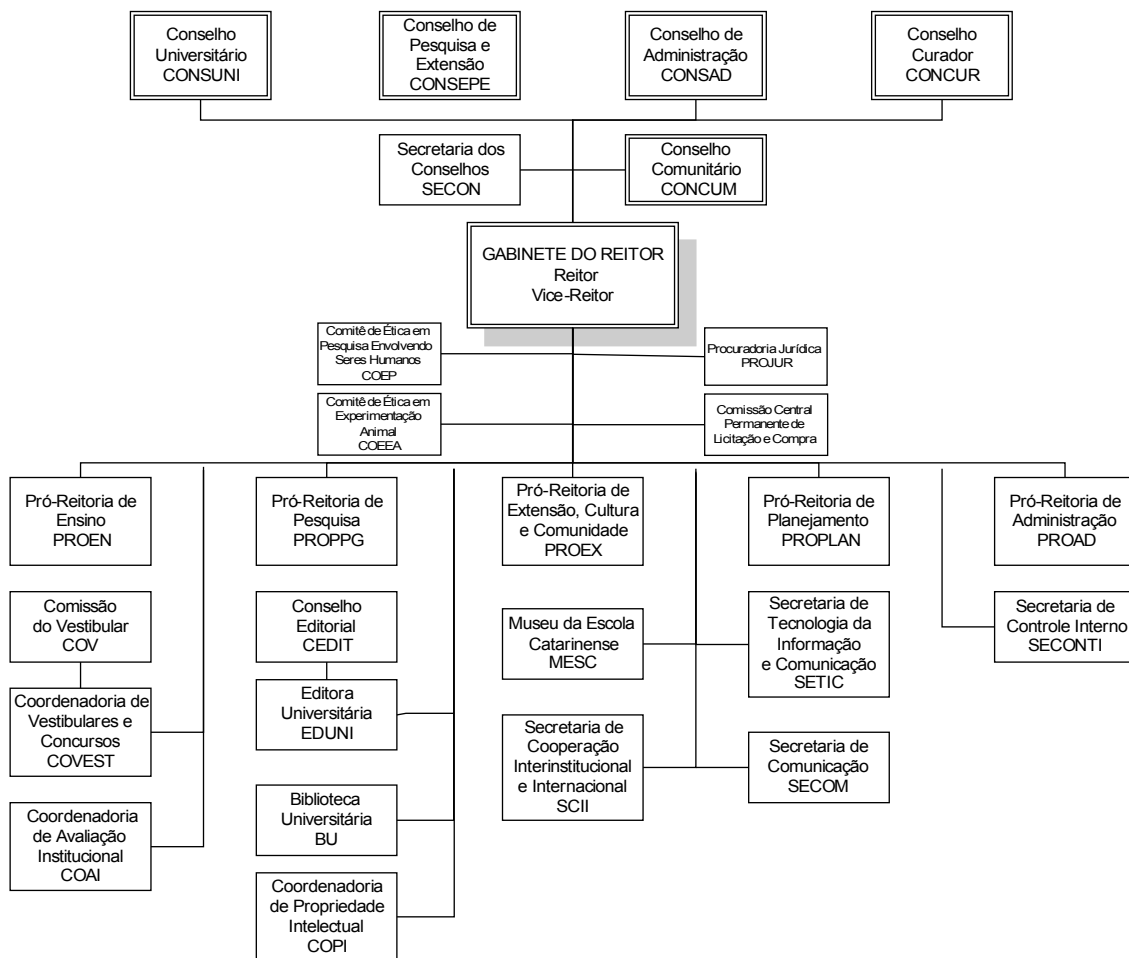 Conselho
Universitário
CONSUNI
Conselho de
Pesquisa e
Extensão
CONSEPE
Conselho de
Administração
CONSAD
Conselho
Curador
CONCUR
Secretaria dos
Conselhos
SECON
Conselho
Comunitário
CONCUM
GABINETE DO REITOR
Reitor
Vice-Reitor
Comitê de Ética em
Pesquisa Envolvendo
Seres Humanos
COEP
Procuradoria Jurídica
PROJUR
Comitê de Ética em
Experimentação
Animal
COEEA
Comissão Central
Permanente de
Licitação e Compra
Pró-Reitoria de
Ensino
PROEN
Pró-Reitoria de
Pesquisa
PROPPG
Pró-Reitoria de
Extensão, Cultura
e Comunidade
PROEX
Pró-Reitoria de
Planejamento
PROPLAN
Pró-Reitoria de
Administração
PROAD
Comissão
do Vestibular
COV
Conselho
Editorial
CEDIT
Museu da Escola
Catarinense
MESC
Secretaria de
Tecnologia da
Informação
e Comunicação
SETIC
Secretaria de
Controle Interno
SECONTI
Coordenadoria de
Vestibulares e
Concursos
COVEST
Editora
Universitária
EDUNI
Secretaria de
Cooperação
Interinstitucional
e Internacional
SCII
Secretaria de
Comunicação
SECOM
Coordenadoria
de Avaliação
Institucional
COAI
Biblioteca
Universitária
BU
Coordenadoria
de Propriedade
Intelectual
COPI